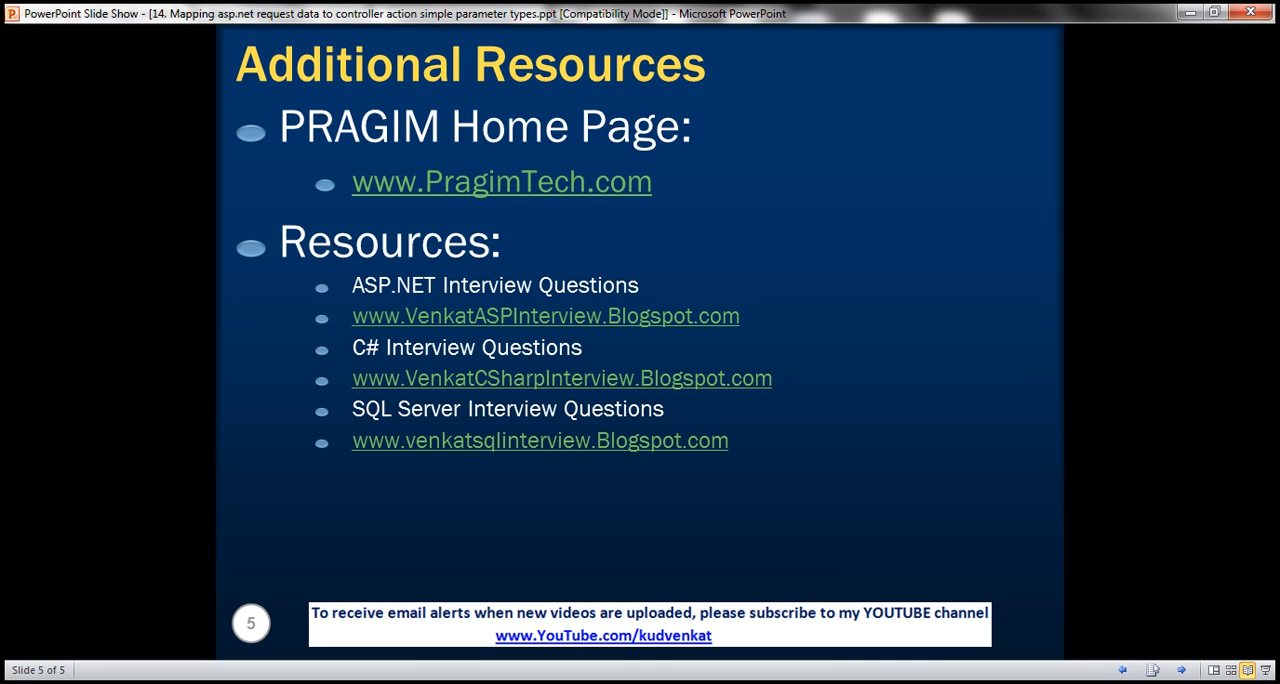 PowerPoint Slide Show - [14. Mapping asp.net request data to controller action simple parameter types.ppt [Compatibility Mode]] - Microsoft PowerPoint
Additional Resources
PRAGIM Home Page:
www.PragimTech.com
Resources:
ASP.NET Interview Questions
www.VenkatASPInterview.Blogspot.com
C# Interview Questions
www.VenkatCSharpInterview.Blogspot.com
SQL Server Interview Questions
www.venkatsqlinterview.Blogspot.com
5
To receive email alerts when new videos are uploaded, please subscribe to my YOUTUBE channel
www.YouTube.com/kudvenkat
Slide 5 of 5